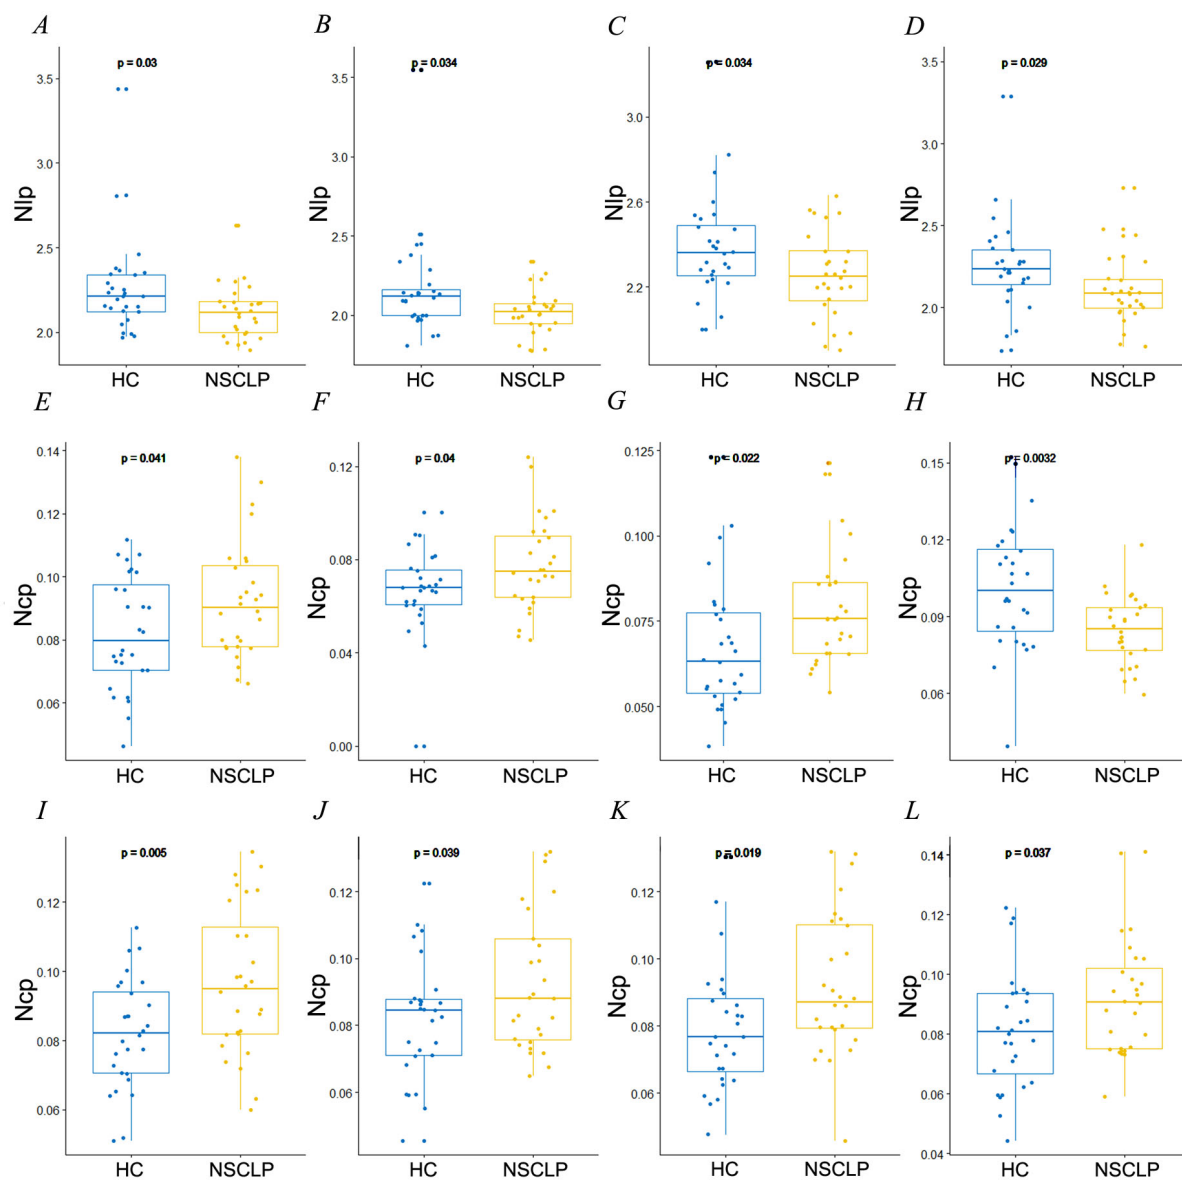 A B C D
p = 0.03 p = 0.034 p = 0.034 p = 0.029
Nlp Nlp Nlp Nlp
3.5 3.0 2.5 2.0
3.5 3.0 2.5 2.0
3.0 2.6 2.2
3.5 3.0 2.5 2.0
HC NSCLP HC NSCLP HC NSCLP HC NSCLP
E F G H
p = 0.041 p = 0.04 p = 0.022 p = 0.0032
Ncp Ncp Ncp Ncp
0.14 0.12 0.10 0.08 0.06
0.12 0.08 0.04 0.00
0.125 0.100 0.075 0.050
0.15 0.12 0.09 0.06
HC NSCLP HC NSCLP HC NSCLP HC NSCLP
I J K L
p = 0.005 p = 0.039 p = 0.019 p = 0.037
Ncp Ncp Ncp Ncp
0.12 0.10 0.08 0.06
0.12 0.10 0.08 0.06
0.12 0.10 0.08 0.06 0.04
0.14 0.12 0.10 0.08 0.06 0.04
HC NSCLP HC NSCLP HC NSCLP HC NSCLP